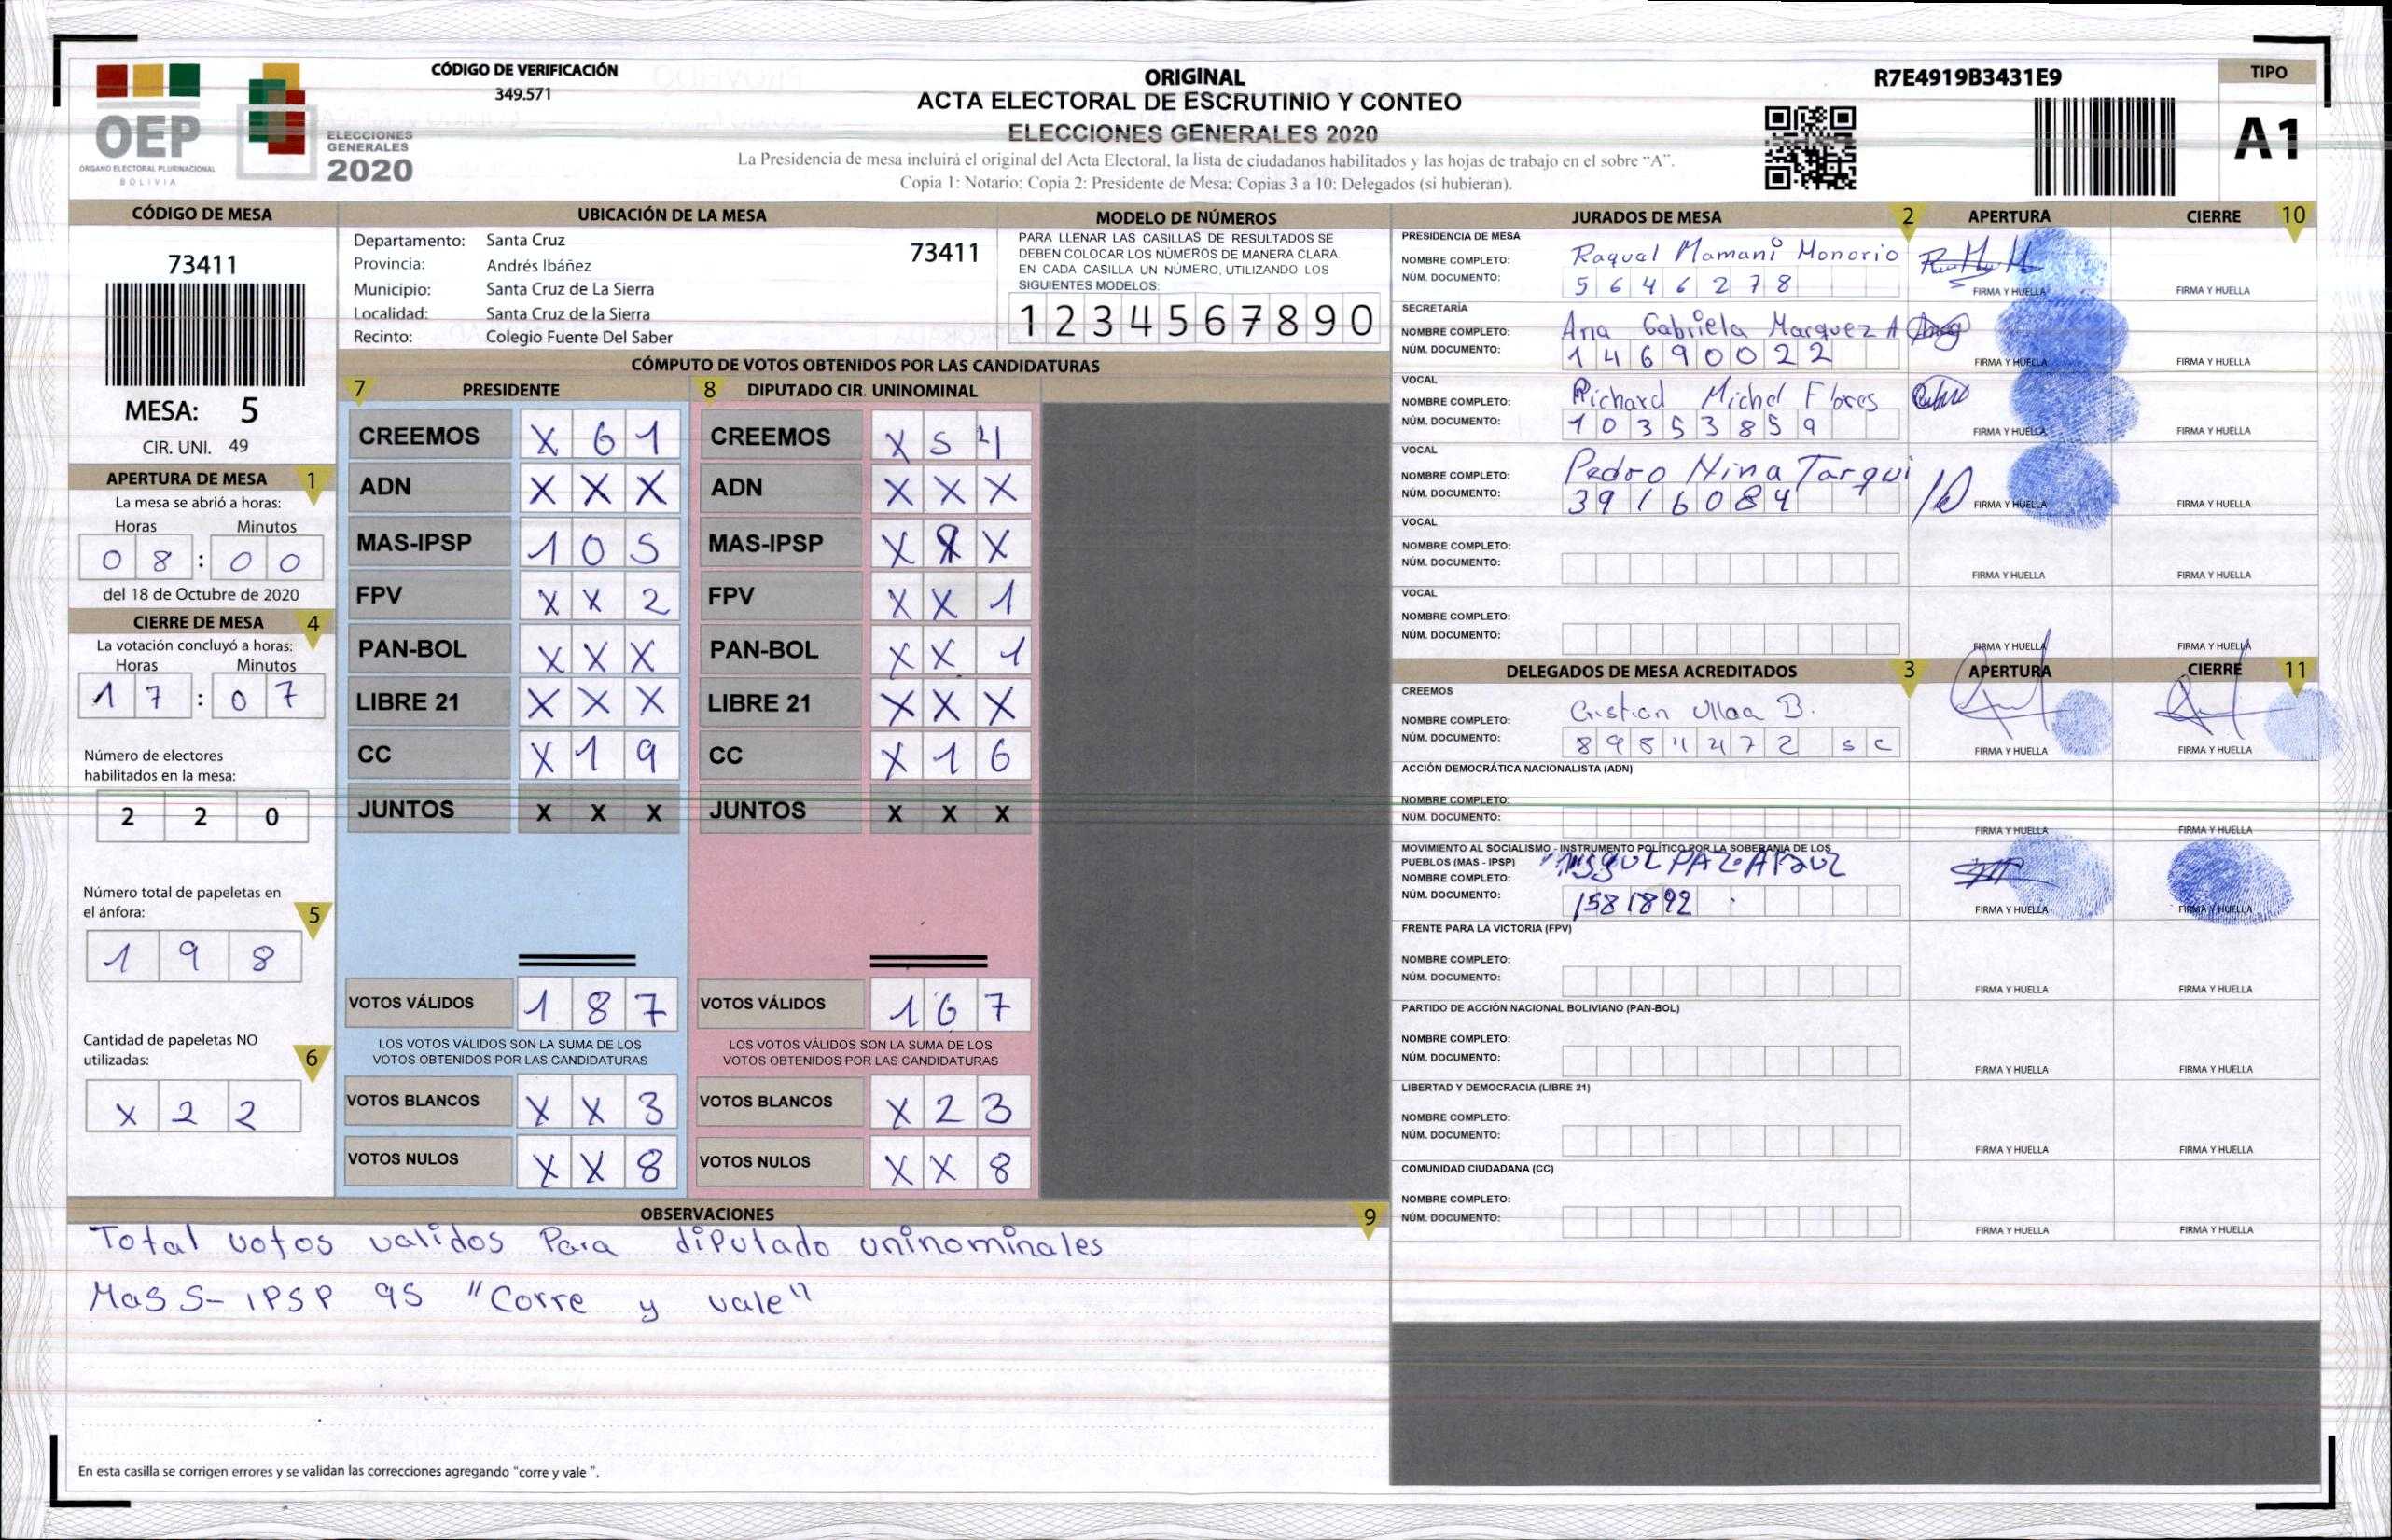 OEP
ÓRGANO ELECTORAL PLURINACIONAL
BOLIVIA
ELECCIONES
GENERALES
2020
CÓDIGO DE VERIFICACIÓN
349.571
ORIGINAL
ACTA ELECTORAL DE ESCRUTINIO Y CONTEO
ELECCIONES GENERALES 2020
La Presidencia de mesa incluirá el original del Acta Electoral, la lista de ciudadanos habilitados y las hojas de trabajo en el sobre “A”.
Copia 1: Notario; Copia 2: Presidente de Mesa; Copias 3 a 10: Delegados (si hubieran).
R7E4919B3431E9
TIPO
A1
CÓDIGO DE MESA
73411
MESA: 5
CIR. UNI. 49
APERTURA DE MESA 1
La mesa se abrió a horas:
Horas Minutos
0 8 : 0 0
del 18 de Octubre de 2020
CIERRE DE MESA 4
La votación concluyó a horas:
Horas Minutos
1 7 : 0 7
Número de electores
habilitados en la mesa:
2 2 0
Número total de papeletas en
el ánfora: 5
1 9 8
Cantidad de papeletas NO
utilizadas: 6
X 2 2
UBICACIÓN DE LA MESA
Departamento: Santa Cruz 73411
Provincia: Andrés Ibáñez
Municipio: Santa Cruz de La Sierra
Localidad: Santa Cruz de la Sierra
Recinto: Colegio Fuente Del Saber
MODELO DE NÚMEROS
PARA LLENAR LAS CASILLAS DE RESULTADOS SE
DEBEN COLOCAR LOS NÚMEROS DE MANERA CLARA.
EN CADA CASILLA UN NÚMERO, UTILIZANDO LOS
SIGUIENTES MODELOS:
1 2 3 4 5 6 7 8 9 0
CÓMPUTO DE VOTOS OBTENIDOS POR LAS CANDIDATURAS
7 PRESIDENTE
CREEMOS X 6 1
ADN X X X
MAS-IPSP 1 0 5
FPV X X 2
PAN-BOL X X X
LIBRE 21 X X X
CC X 1 9
JUNTOS X X X
VOTOS VÁLIDOS 1 8 7
LOS VOTOS VÁLIDOS SON LA SUMA DE LOS
VOTOS OBTENIDOS POR LAS CANDIDATURAS
VOTOS BLANCOS X X 3
VOTOS NULOS X X 8
8 DIPUTADO CIR. UNINOMINAL
CREEMOS X 5 4
ADN X X X
MAS-IPSP X X
FPV X X 1
PAN-BOL X X 1
LIBRE 21 X X X
CC X 1 6
JUNTOS X X X
VOTOS VÁLIDOS 1 6 7
LOS VOTOS VÁLIDOS SON LA SUMA DE LOS
VOTOS OBTENIDOS POR LAS CANDIDATURAS
VOTOS BLANCOS X 2 3
VOTOS NULOS X X 8
OBSERVACIONES 9
Total votos validos Para diputado uninominales
MasS-IPSP 95 "Corre y vale"
En esta casilla se corrigen errores y se validan las correcciones agregando “corre y vale ”.
JURADOS DE MESA 2 APERTURA CIERRE 10
PRESIDENCIA DE MESA
NOMBRE COMPLETO: Raquel Mamani Honorio
NÚM. DOCUMENTO: 5 6 4 6 2 7 8
FIRMA Y HUELLA FIRMA Y HUELLA
SECRETARÍA
NOMBRE COMPLETO: Ana Gabriela Marquez A
NÚM. DOCUMENTO: 1 4 6 9 0 0 2 2
FIRMA Y HUELLA FIRMA Y HUELLA
VOCAL
NOMBRE COMPLETO: Richard Michel Flores
NÚM. DOCUMENTO: 1 0 3 5 3 8 5 9
FIRMA Y HUELLA FIRMA Y HUELLA
VOCAL
NOMBRE COMPLETO: Pedro Nina Tarqui
NÚM. DOCUMENTO: 3 9 1 6 0 8 4
FIRMA Y HUELLA FIRMA Y HUELLA
VOCAL
NOMBRE COMPLETO:
NÚM. DOCUMENTO:
FIRMA Y HUELLA FIRMA Y HUELLA
VOCAL
NOMBRE COMPLETO:
NÚM. DOCUMENTO:
FIRMA Y HUELLA FIRMA Y HUELLA
DELEGADOS DE MESA ACREDITADOS 3 APERTURA CIERRE 11
CREEMOS
NOMBRE COMPLETO: Cristian B.
NÚM. DOCUMENTO: 8 9 5 4 4 7 2 S C
FIRMA Y HUELLA FIRMA Y HUELLA
ACCIÓN DEMOCRÁTICA NACIONALISTA (ADN)
NOMBRE COMPLETO:
NÚM. DOCUMENTO:
FIRMA Y HUELLA FIRMA Y HUELLA
MOVIMIENTO AL SOCIALISMO - INSTRUMENTO POLÍTICO POR LA SOBERANIA DE LOS
PUEBLOS (MAS - IPSP)
NOMBRE COMPLETO:
NÚM. DOCUMENTO: 1581892
FIRMA Y HUELLA FIRMA Y HUELLA
FRENTE PARA LA VICTORIA (FPV)
NOMBRE COMPLETO:
NÚM. DOCUMENTO:
FIRMA Y HUELLA FIRMA Y HUELLA
PARTIDO DE ACCIÓN NACIONAL BOLIVIANO (PAN-BOL)
NOMBRE COMPLETO:
NÚM. DOCUMENTO:
FIRMA Y HUELLA FIRMA Y HUELLA
LIBERTAD Y DEMOCRACIA (LIBRE 21)
NOMBRE COMPLETO:
NÚM. DOCUMENTO:
FIRMA Y HUELLA FIRMA Y HUELLA
COMUNIDAD CIUDADANA (CC)
NOMBRE COMPLETO:
NÚM. DOCUMENTO:
FIRMA Y HUELLA FIRMA Y HUELLA